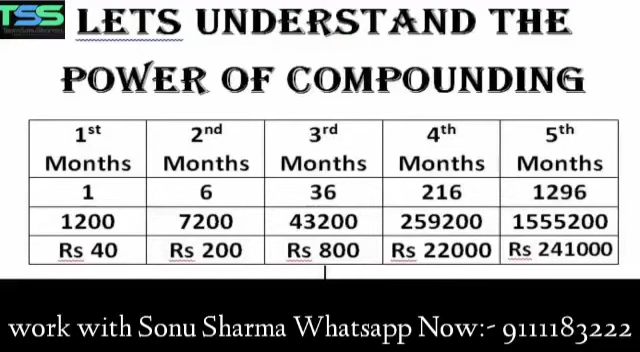 TSS
LETS UNDERSTAND THE
POWER OF COMPOUNDING
1st Months 2nd Months 3rd Months 4th Months 5th Months
1 6 36 216 1296
1200 7200 43200 259200 1555200
Rs 40 Rs 200 Rs 800 Rs 22000 Rs 241000
work with Sonu Sharma Whatsapp Now:- 9111183222